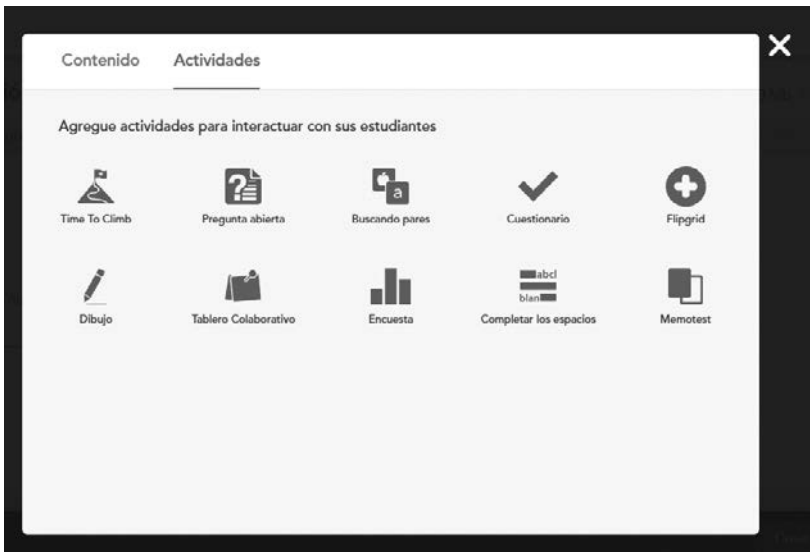 Contenido Actividades
Agregue actividades para interactuar con sus estudiantes
Time To Climb Pregunta abierta Buscando pares Cuestionario Flipgrid
a
abcl
blan
Dibujo Tablero Colaborativo Encuesta Completar los espacios Memotest